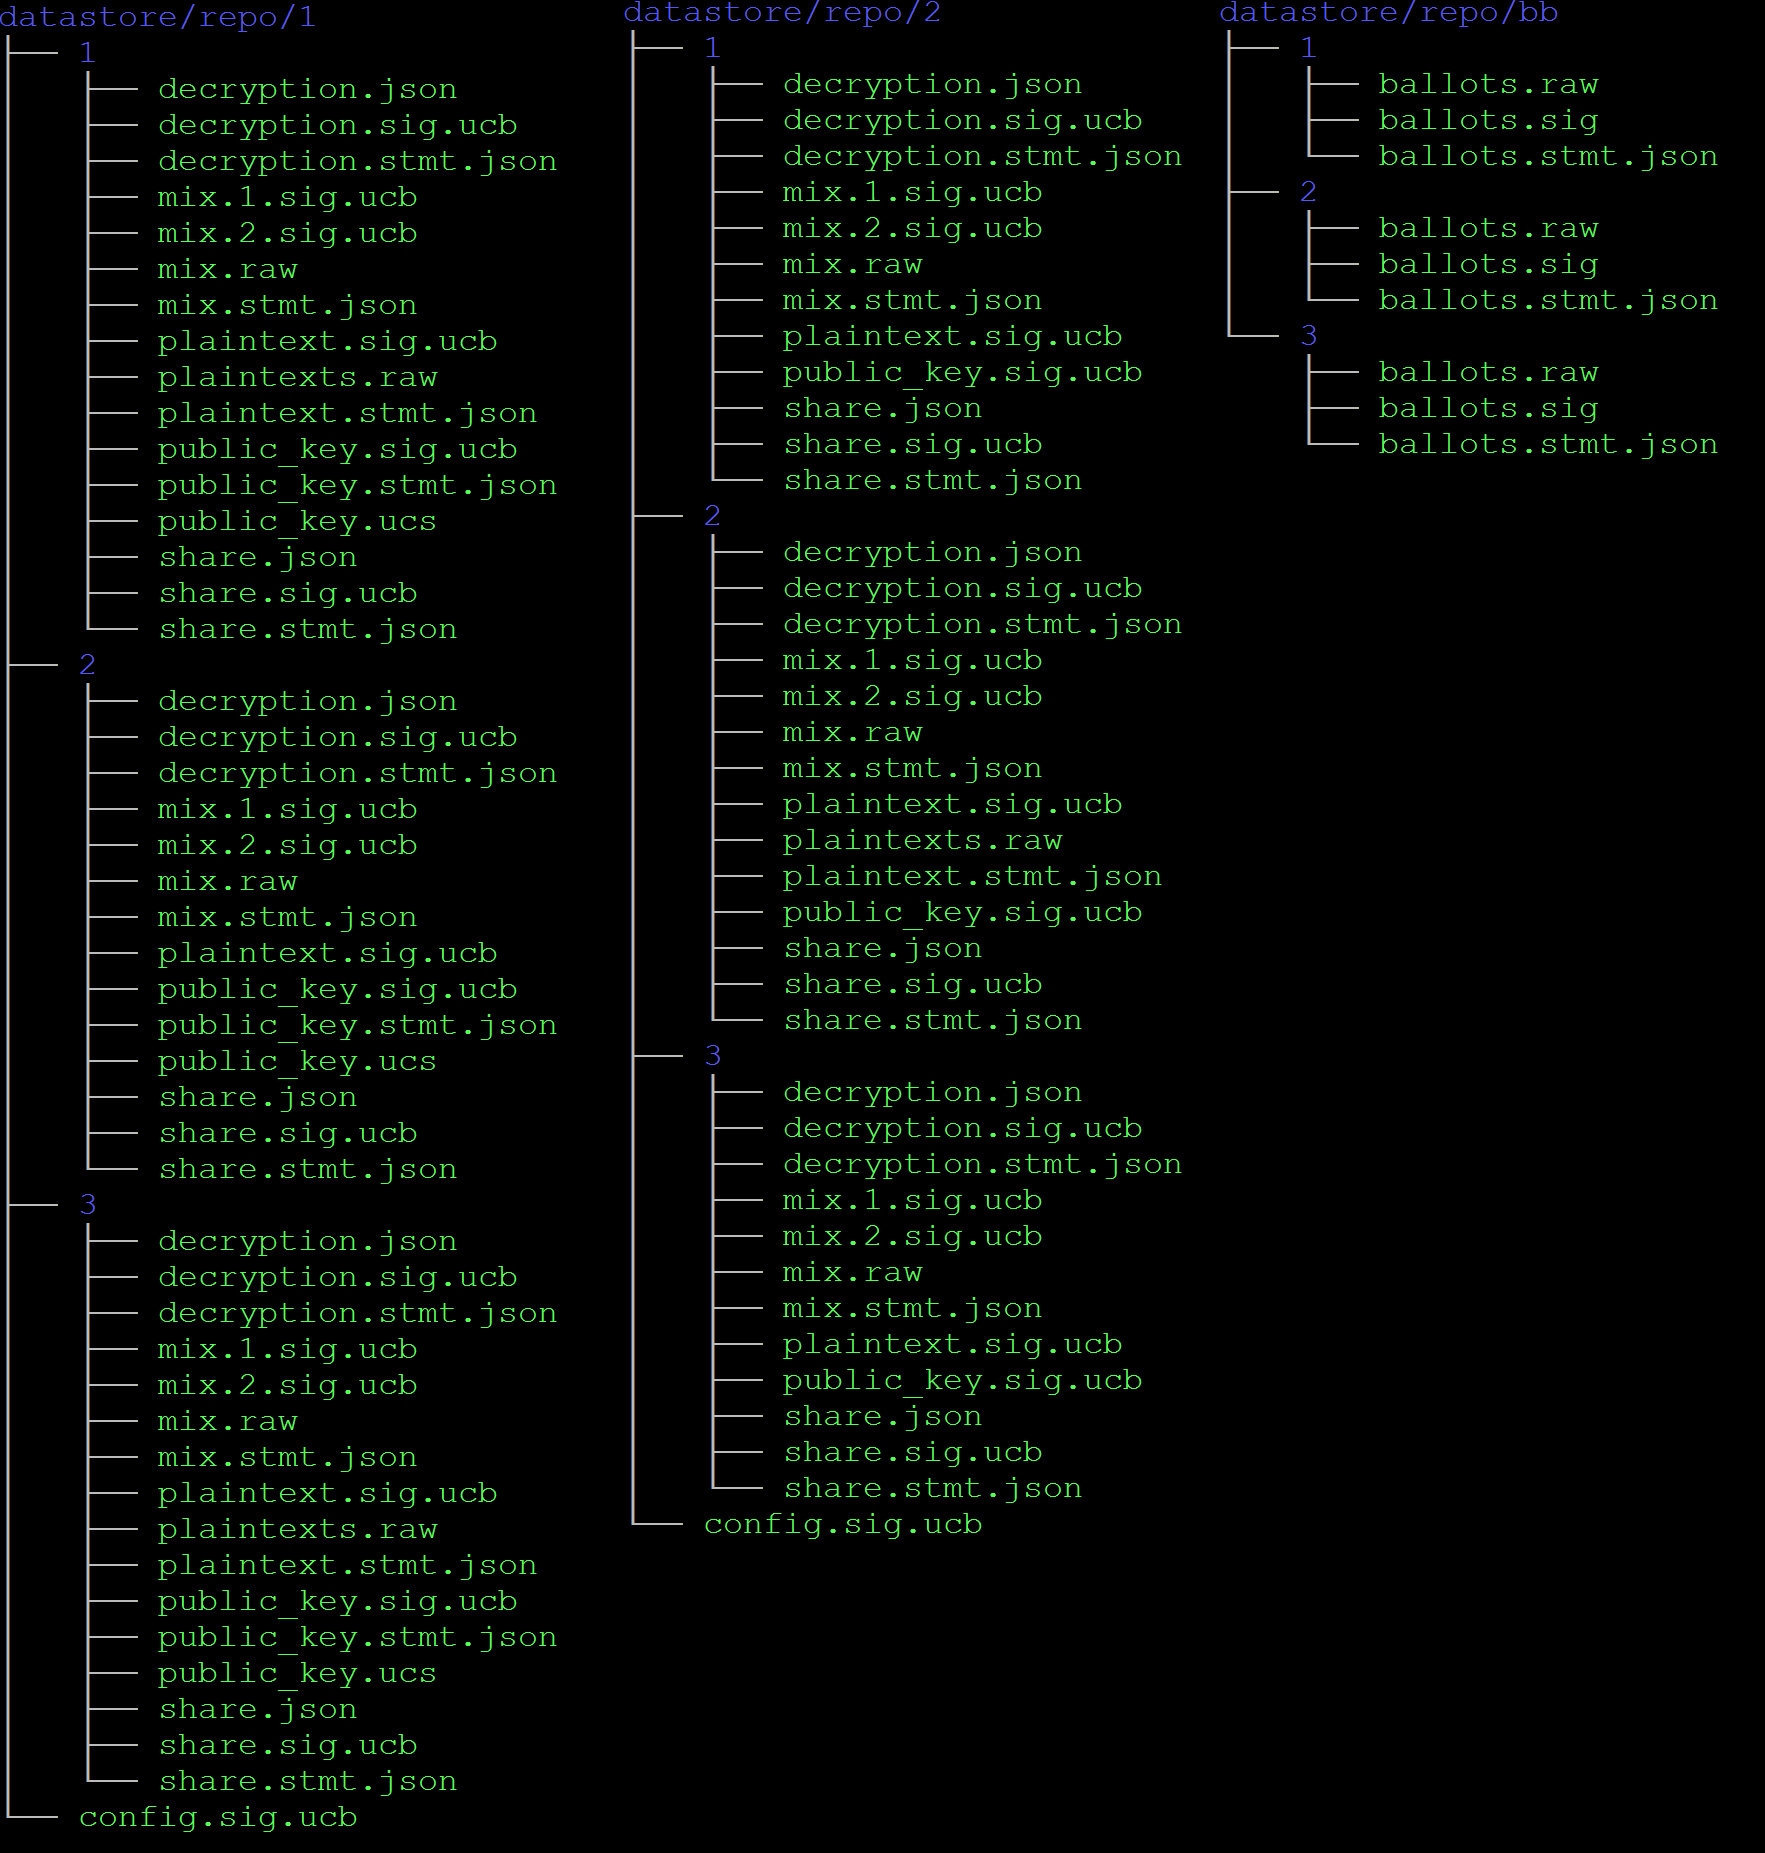 datastore/repo/1
1
decryption.json
decryption.sig.ucb
decryption.stmt.json
mix.1.sig.ucb
mix.2.sig.ucb
mix.raw
mix.stmt.json
plaintext.sig.ucb
plaintexts.raw
plaintext.stmt.json
public_key.sig.ucb
public_key.stmt.json
public_key.ucs
share.json
share.sig.ucb
share.stmt.json
2
decryption.json
decryption.sig.ucb
decryption.stmt.json
mix.1.sig.ucb
mix.2.sig.ucb
mix.raw
mix.stmt.json
plaintext.sig.ucb
public_key.sig.ucb
public_key.stmt.json
public_key.ucs
share.json
share.sig.ucb
share.stmt.json
3
decryption.json
decryption.sig.ucb
decryption.stmt.json
mix.1.sig.ucb
mix.2.sig.ucb
mix.raw
mix.stmt.json
plaintext.sig.ucb
plaintexts.raw
plaintext.stmt.json
public_key.sig.ucb
public_key.stmt.json
public_key.ucs
share.json
share.sig.ucb
share.stmt.json
config.sig.ucb
datastore/repo/2
1
decryption.json
decryption.sig.ucb
decryption.stmt.json
mix.1.sig.ucb
mix.2.sig.ucb
mix.raw
mix.stmt.json
plaintext.sig.ucb
public_key.sig.ucb
share.json
share.sig.ucb
share.stmt.json
2
decryption.json
decryption.sig.ucb
decryption.stmt.json
mix.1.sig.ucb
mix.2.sig.ucb
mix.raw
mix.stmt.json
plaintext.sig.ucb
plaintexts.raw
plaintext.stmt.json
public_key.sig.ucb
share.json
share.sig.ucb
share.stmt.json
3
decryption.json
decryption.sig.ucb
decryption.stmt.json
mix.1.sig.ucb
mix.2.sig.ucb
mix.raw
mix.stmt.json
plaintext.sig.ucb
public_key.sig.ucb
share.json
share.sig.ucb
share.stmt.json
config.sig.ucb
datastore/repo/bb
1
ballots.raw
ballots.sig
ballots.stmt.json
2
ballots.raw
ballots.sig
ballots.stmt.json
3
ballots.raw
ballots.sig
ballots.stmt.json